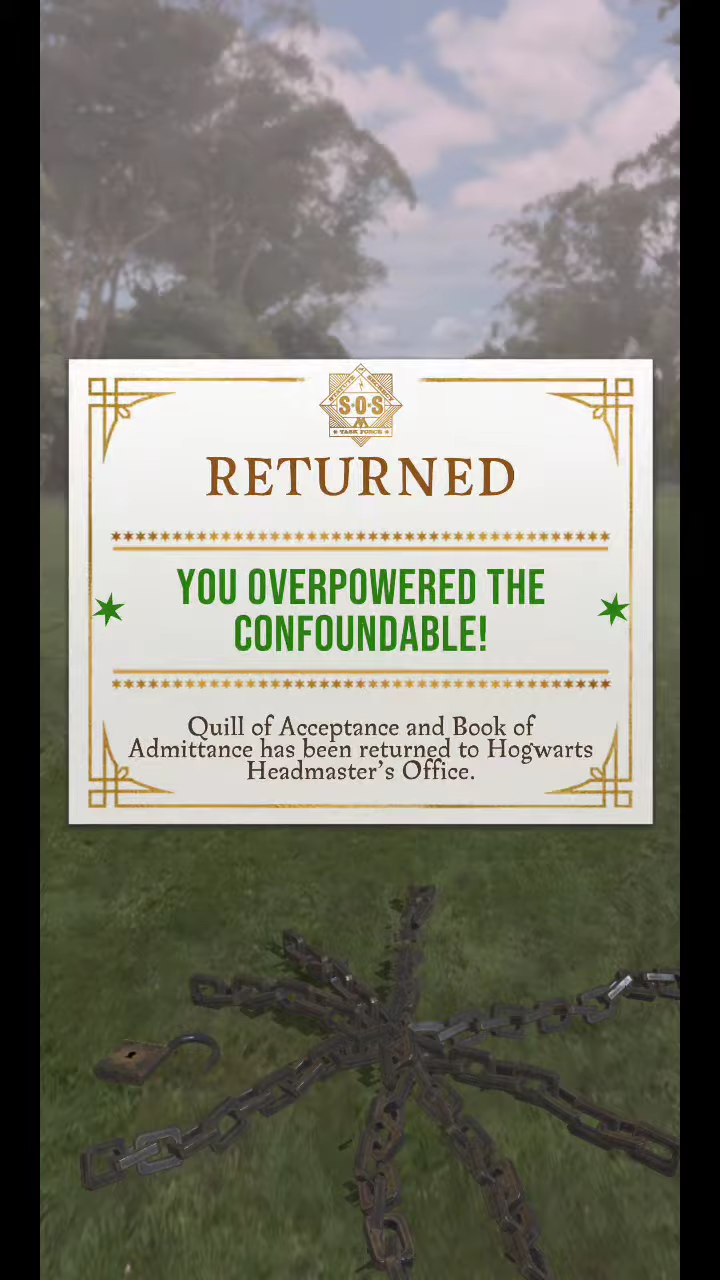 S·O·S
TASK FORCE
RETURNED
YOU OVERPOWERED THE
CONFOUNDABLE!
Quill of Acceptance and Book of
Admittance has been returned to Hogwarts
Headmaster's Office.